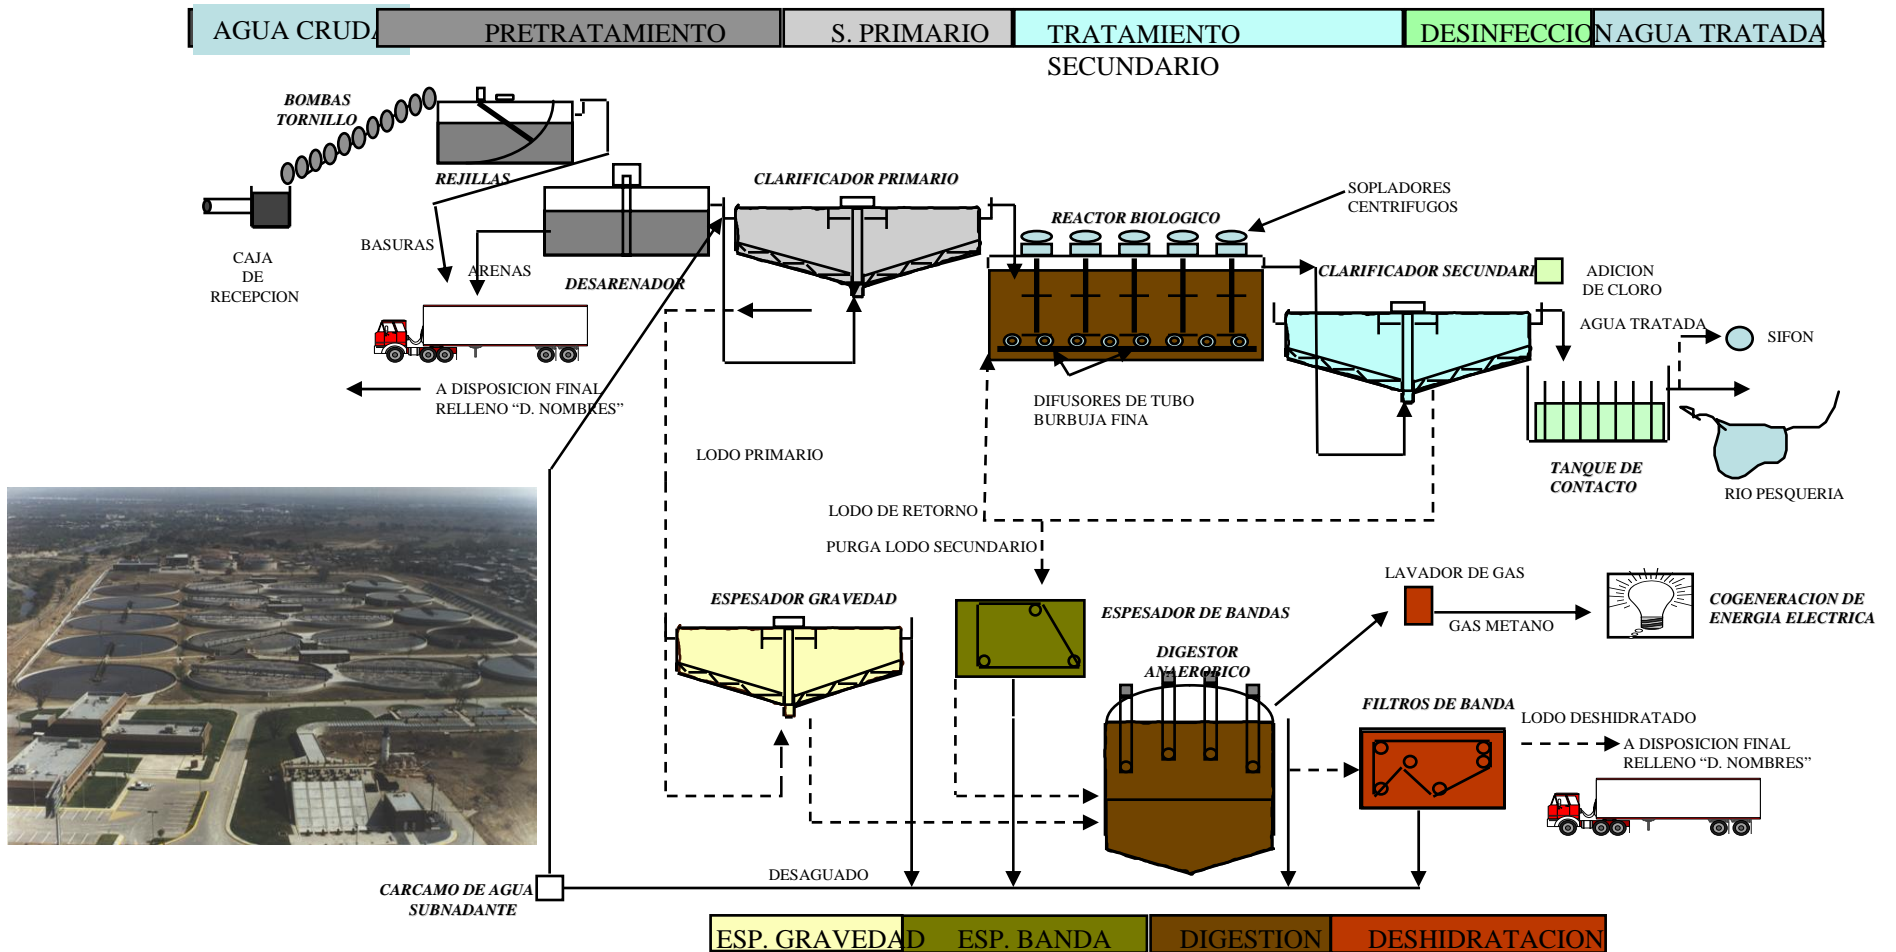 AGUA CRUDA
PRETRATAMIENTO
S. PRIMARIO
TRATAMIENTO
SECUNDARIO
DESINFECCION
AGUA TRATADA
BOMBAS
TORNILLO
REJILLAS
CLARIFICADOR PRIMARIO
SOPLADORES
CENTRIFUGOS
REACTOR BIOLOGICO
CAJA
DE
RECEPCION
BASURAS
ARENAS
DESARENADOR
CLARIFICADOR SECUNDARI
ADICION
DE CLORO
AGUA TRATADA
SIFON
A DISPOSICION FINAL
RELLENO “D. NOMBRES”
DIFUSORES DE TUBO
BURBUJA FINA
LODO PRIMARIO
TANQUE DE
CONTACTO
RIO PESQUERIA
LODO DE RETORNO
PURGA LODO SECUNDARIO
ESPESADOR GRAVEDAD
ESPESADOR DE BANDAS
LAVADOR DE GAS
GAS METANO
COGENERACION DE
ENERGIA ELECTRICA
DIGESTOR
ANAEROBICO
FILTROS DE BANDA
LODO DESHIDRATADO
A DISPOSICION FINAL
RELLENO “D. NOMBRES”
DESAGUADO
CARCAMO DE AGUA
SUBNADANTE
ESP. GRAVEDAD
ESP. BANDA
DIGESTION
DESHIDRATACION